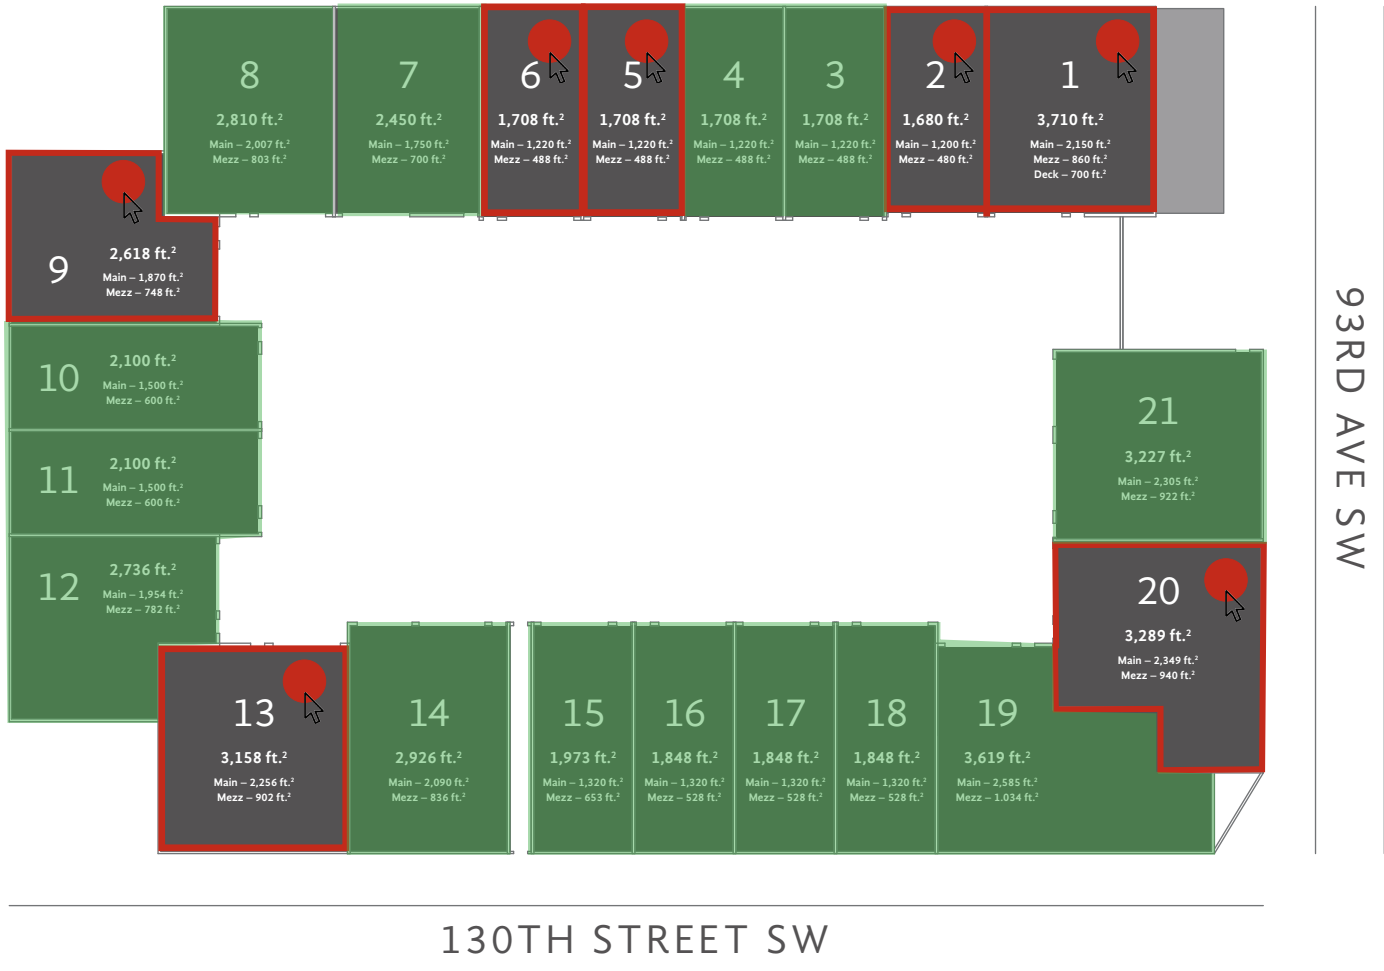 8
2,810 ft.²
Main – 2,007 ft.²
Mezz – 803 ft.²
7
2,450 ft.²
Main – 1,750 ft.²
Mezz – 700 ft.²
6
1,708 ft.²
Main – 1,220 ft.²
Mezz – 488 ft.²
5
1,708 ft.²
Main – 1,220 ft.²
Mezz – 488 ft.²
4
1,708 ft.²
Main – 1,220 ft.²
Mezz – 488 ft.²
3
1,708 ft.²
Main – 1,220 ft.²
Mezz – 488 ft.²
2
1,680 ft.²
Main – 1,200 ft.²
Mezz – 480 ft.²
1
3,710 ft.²
Main – 2,150 ft.²
Mezz – 860 ft.²
Deck – 700 ft.²
9
2,618 ft.²
Main – 1,870 ft.²
Mezz – 748 ft.²
10
2,100 ft.²
Main – 1,500 ft.²
Mezz – 600 ft.²
11
2,100 ft.²
Main – 1,500 ft.²
Mezz – 600 ft.²
12
2,736 ft.²
Main – 1,954 ft.²
Mezz – 782 ft.²
13
3,158 ft.²
Main – 2,256 ft.²
Mezz – 902 ft.²
14
2,926 ft.²
Main – 2,090 ft.²
Mezz – 836 ft.²
15
1,973 ft.²
Main – 1,320 ft.²
Mezz – 653 ft.²
16
1,848 ft.²
Main – 1,320 ft.²
Mezz – 528 ft.²
17
1,848 ft.²
Main – 1,320 ft.²
Mezz – 528 ft.²
18
1,848 ft.²
Main – 1,320 ft.²
Mezz – 528 ft.²
19
3,619 ft.²
Main – 2,585 ft.²
Mezz – 1.034 ft.²
20
3,289 ft.²
Main – 2,349 ft.²
Mezz – 940 ft.²
21
3,227 ft.²
Main – 2,305 ft.²
Mezz – 922 ft.²
93RD AVE SW
130TH STREET SW